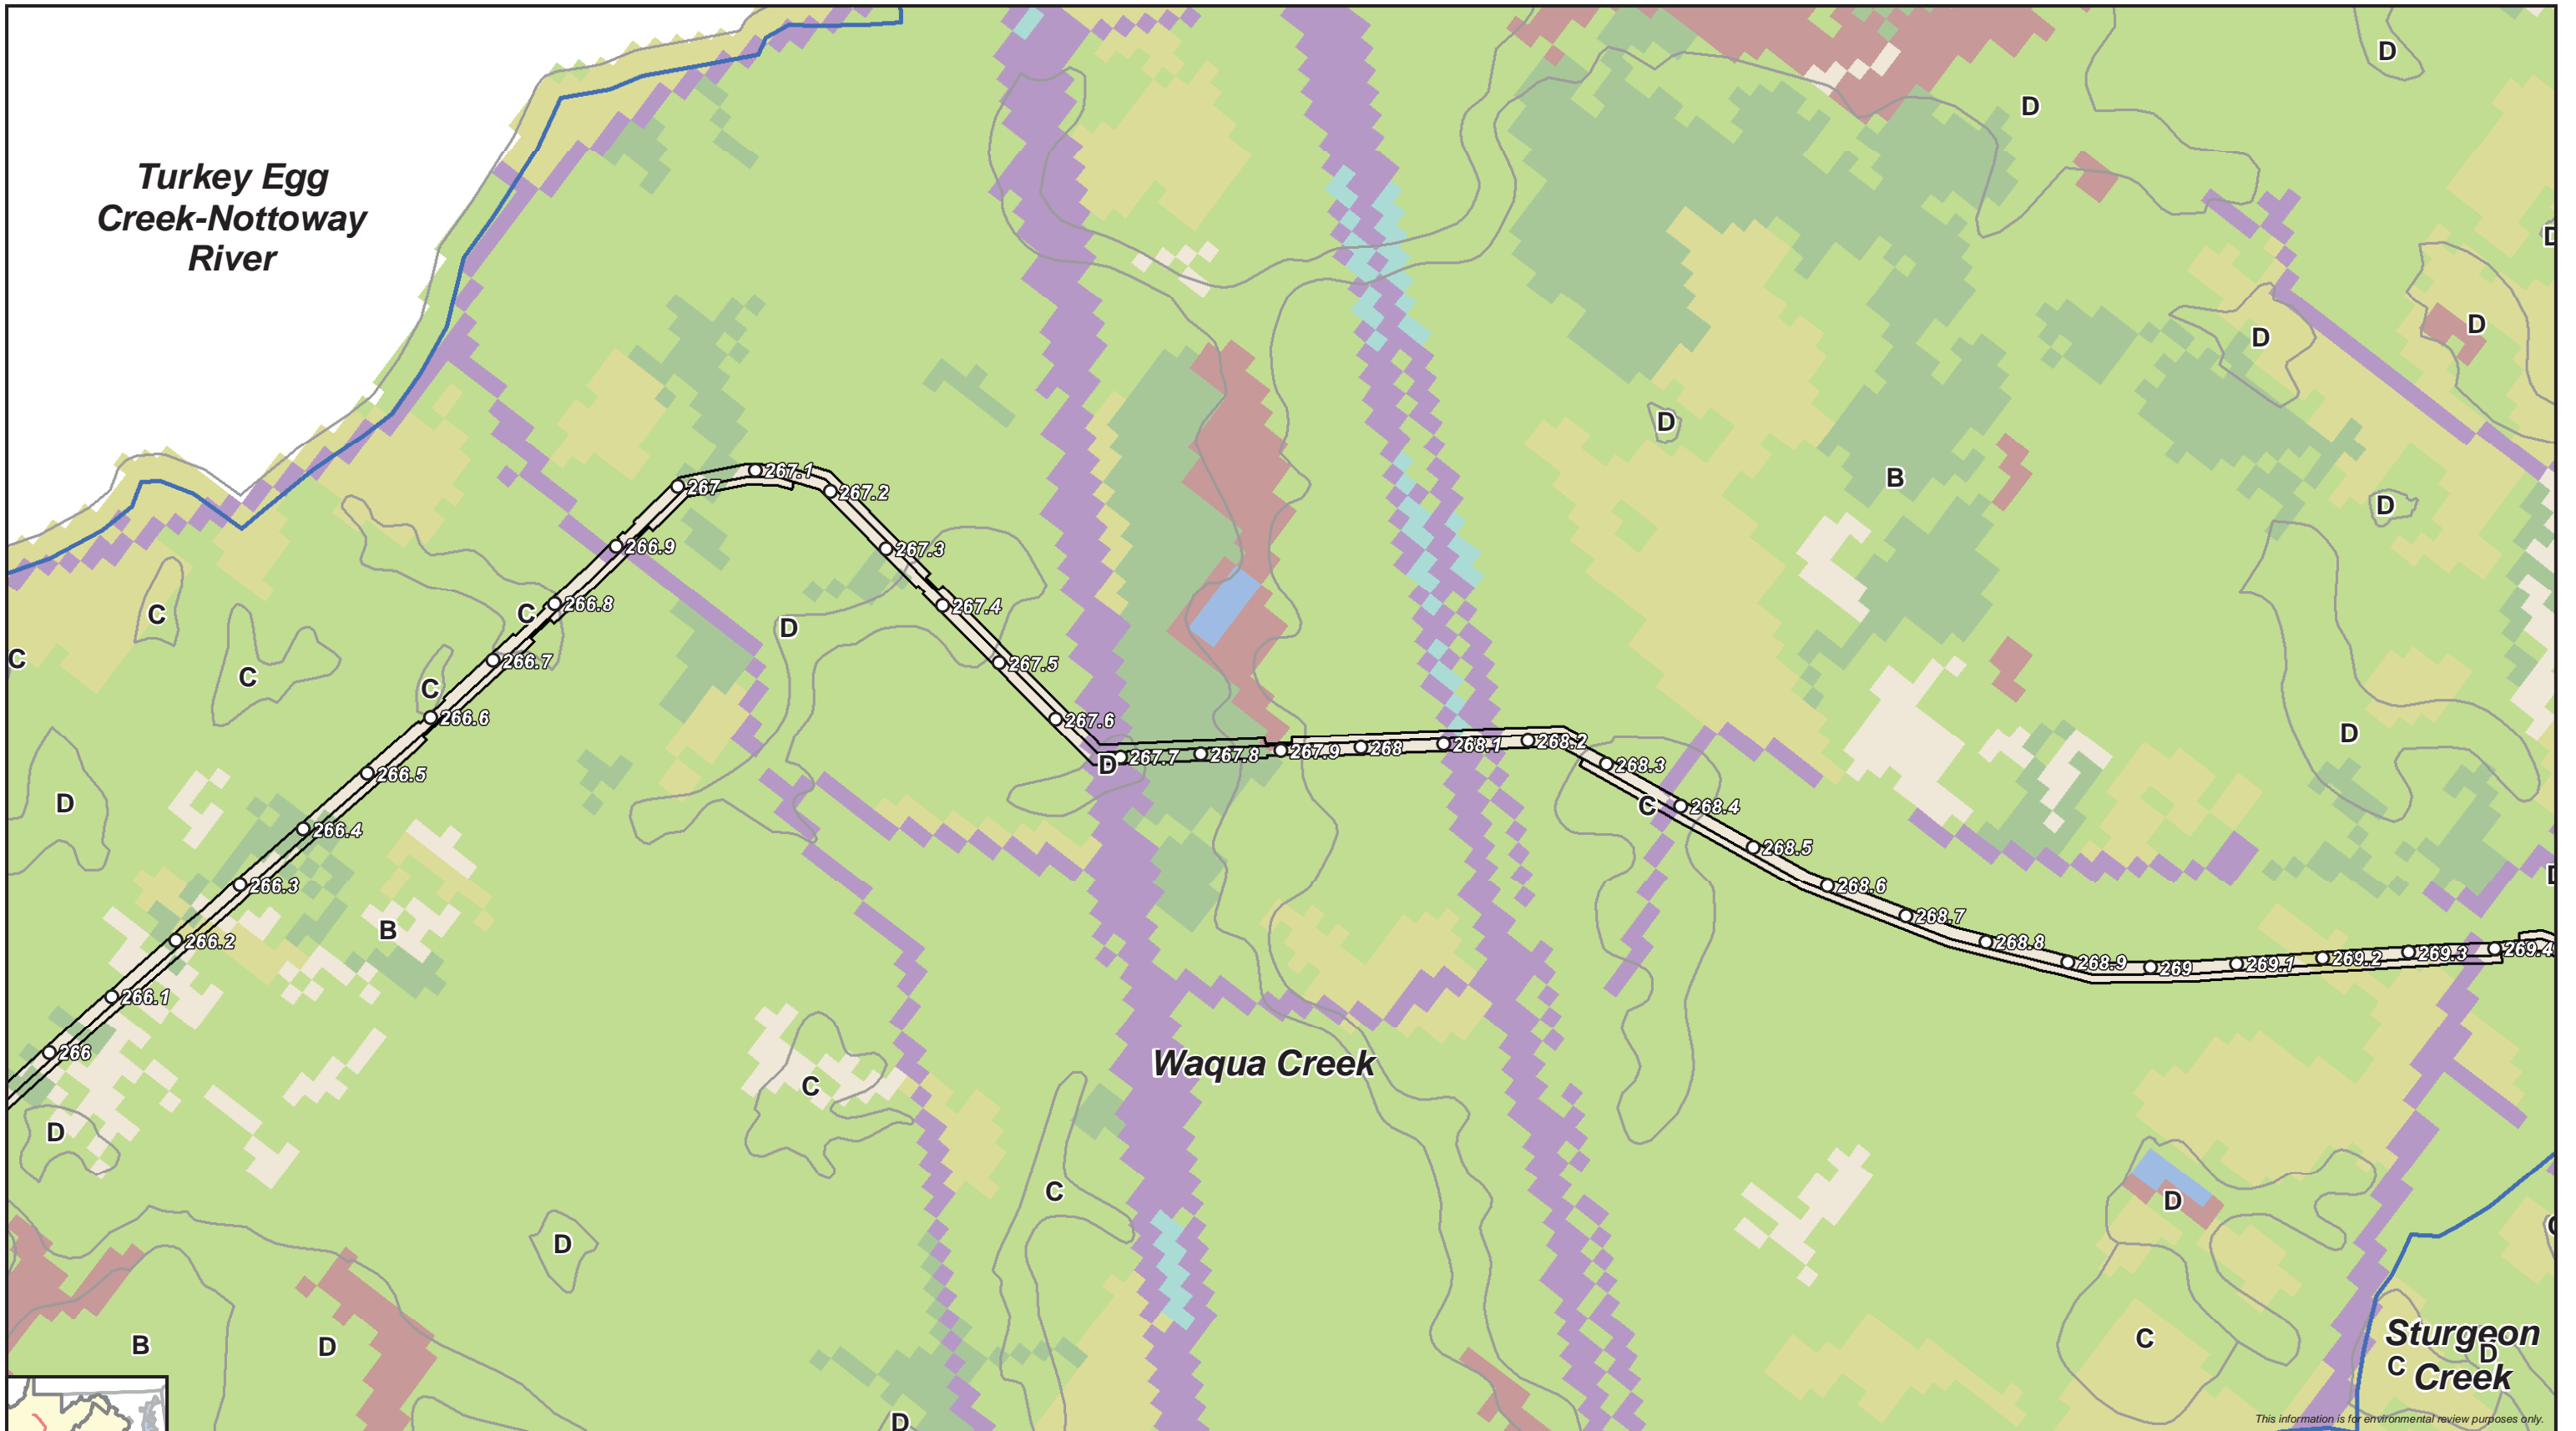 D
D
Turkey Egg
Creek-Nottoway
River
D
D
D
D
B
267.1
267
267.2
D
266.9
267.3
C
C
266.8
267.4
D
C
266.7
267.5
C
C
266.6
267.6
D
267.7
267.8
267.9
268
268.1
268.2
D
268.3
266.5
D
C
268.4
266.4
268.5
266.3
268.6
B
268.7
266.2
268.8
269.4
269.3
269.2
268.9
269
269.1
266.1
266
Waqua Creek
C
D
C
D
D
C
B
D
Sturgeon
D
C
Creek
D
This information is for environmental review purposes only.